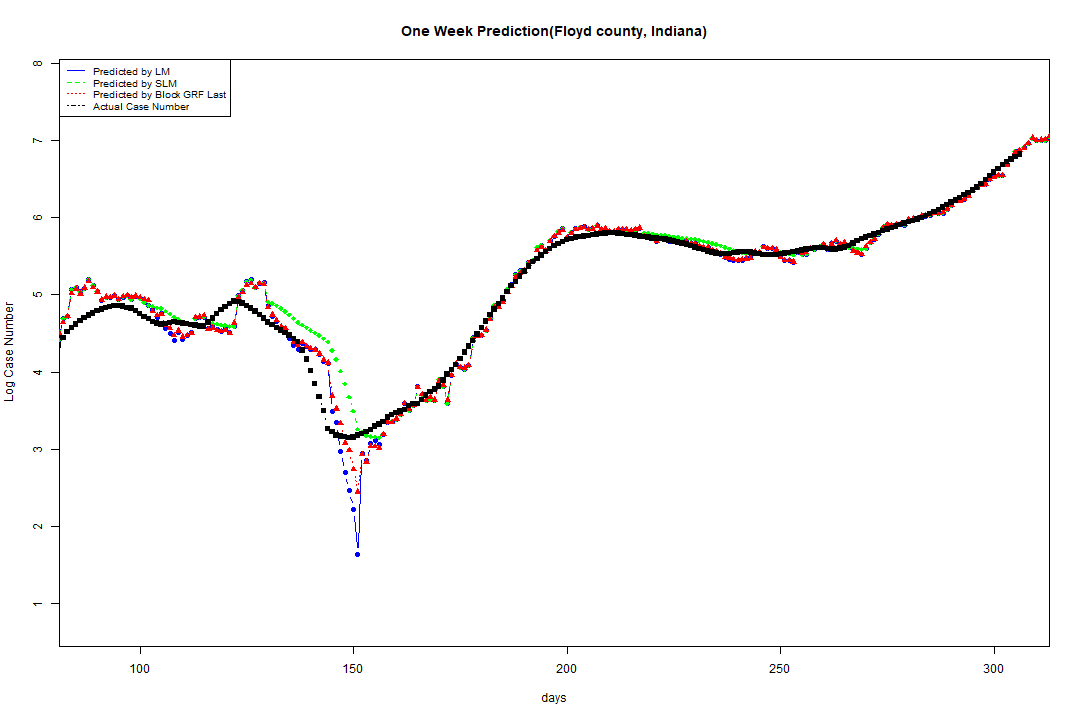 One Week Prediction(Floyd county, Indiana)
Predicted by LM
Predicted by SLM
Predicted by Block GRF Last
Actual Case Number
8
7
6
5
4
3
2
1
Log Case Number
100 150 200 250 300
days